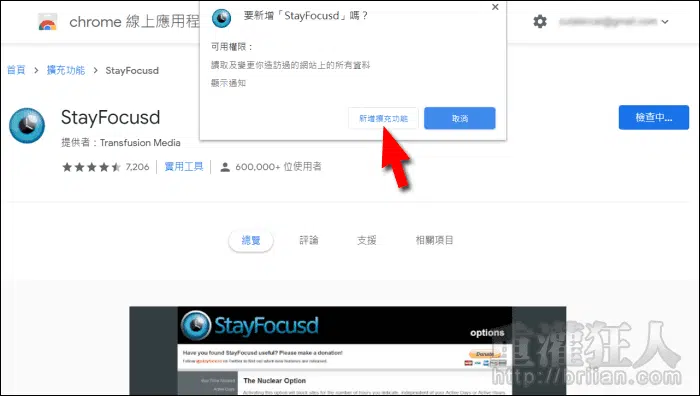 chrome 線上應用程
要新增「StayFocusd」嗎？
可用權限：
讀取及變更你造訪過的網站上的所有資料
顯示通知
新增擴充功能
取消
首頁 > 擴充功能 > StayFocusd
StayFocusd
提供者：Transfusion Media
7,206 | 實用工具 | 600,000+ 位使用者
檢查中...
總覽 評論 支援 相關項目
StayFocusd
options
Have you found StayFocusd useful? Please make a donation!
Donate
The Nuclear Option
重灌狂人
http://briian.com